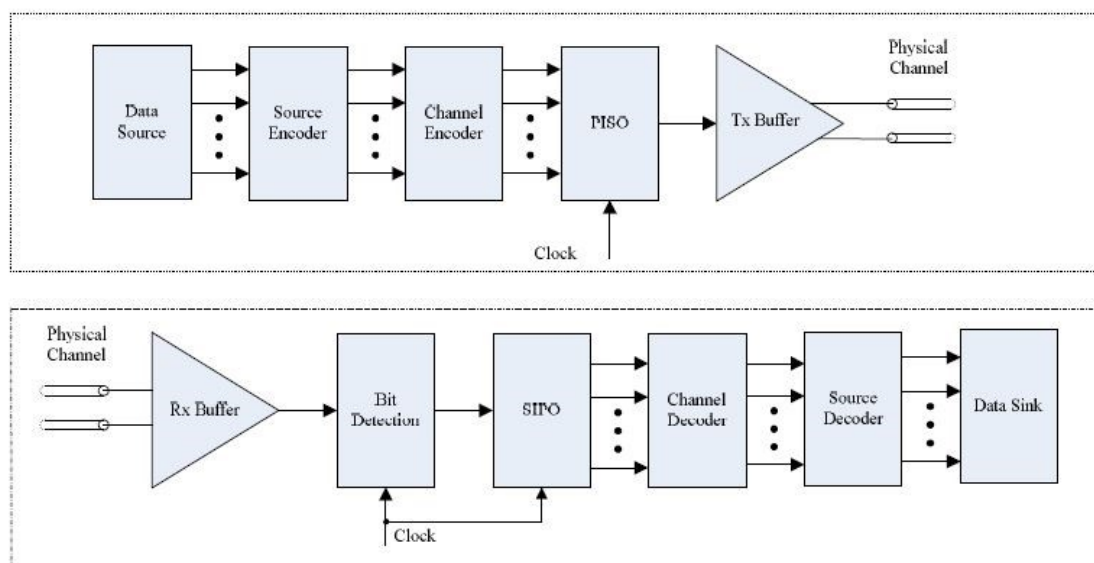 Physical
Channel
Data
Source
Source
Encoder
Channel
Encoder
PISO
Tx Buffer
Clock
Physical
Channel
Rx Buffer
Bit
Detection
SIPO
Channel
Decoder
Source
Decoder
Data Sink
Clock